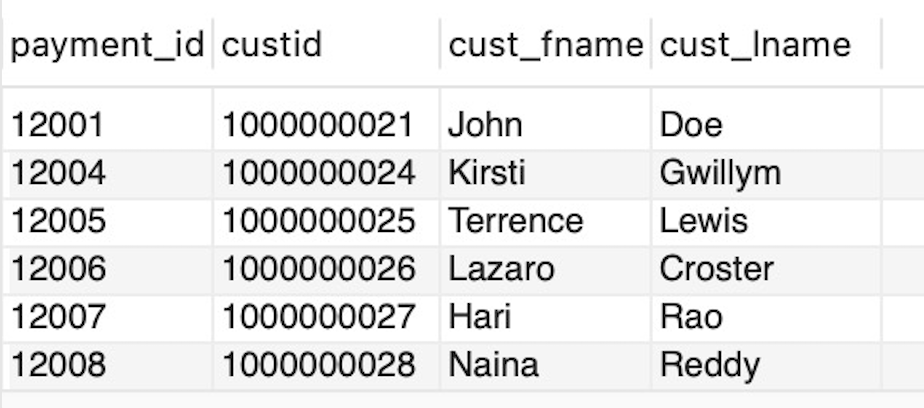 payment_id custid cust_fname cust_lname
12001 1000000021 John Doe
12004 1000000024 Kirsti Gwillym
12005 1000000025 Terrence Lewis
12006 1000000026 Lazaro Croster
12007 1000000027 Hari Rao
12008 1000000028 Naina Reddy